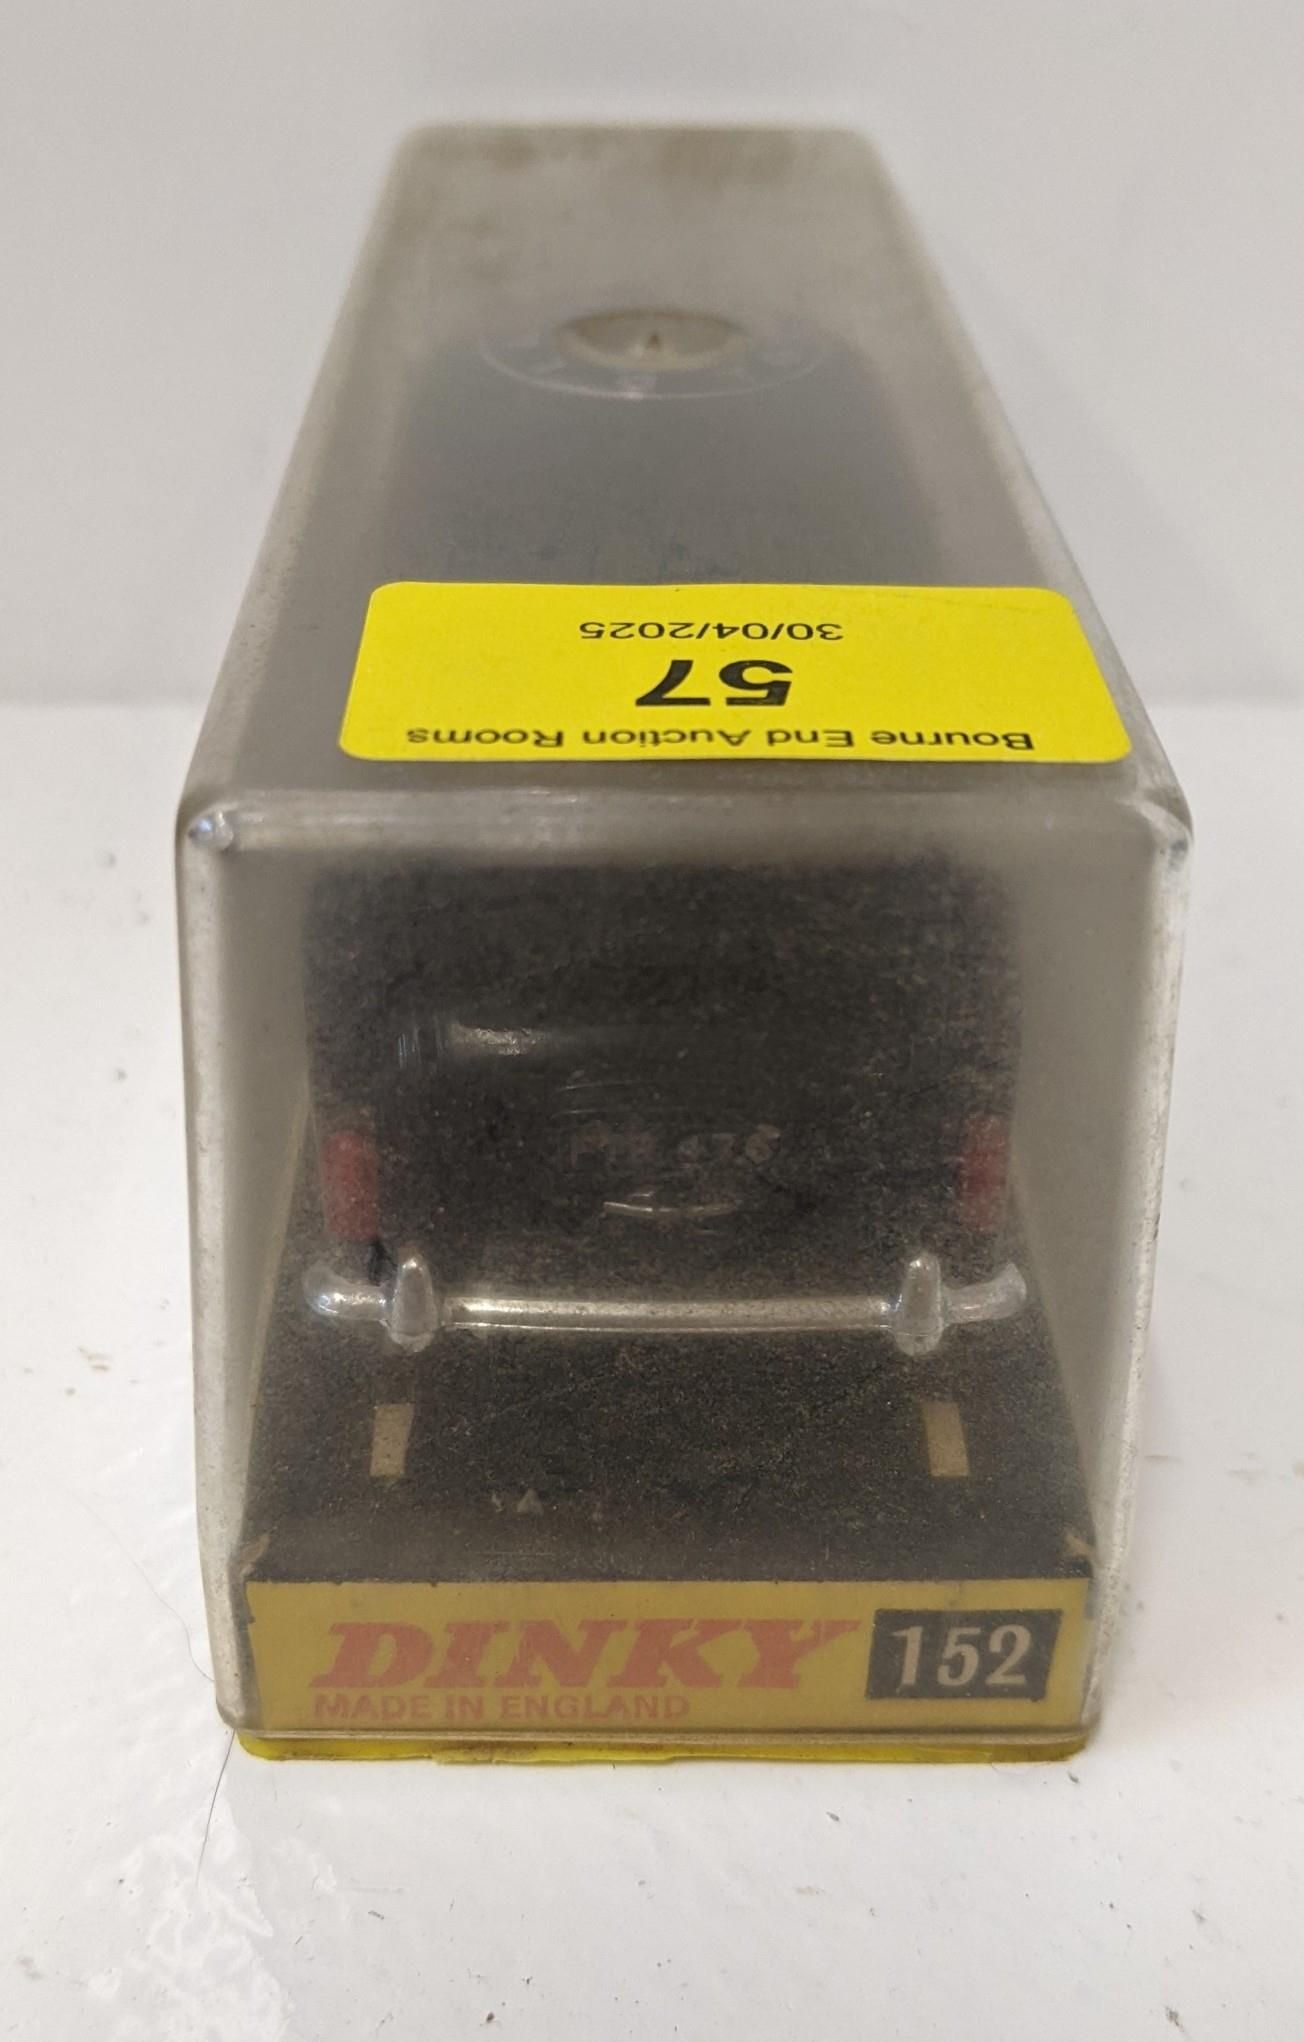 Bourne End Auction Rooms
57
30/04/2025
DINKY 152
MADE IN ENGLAND